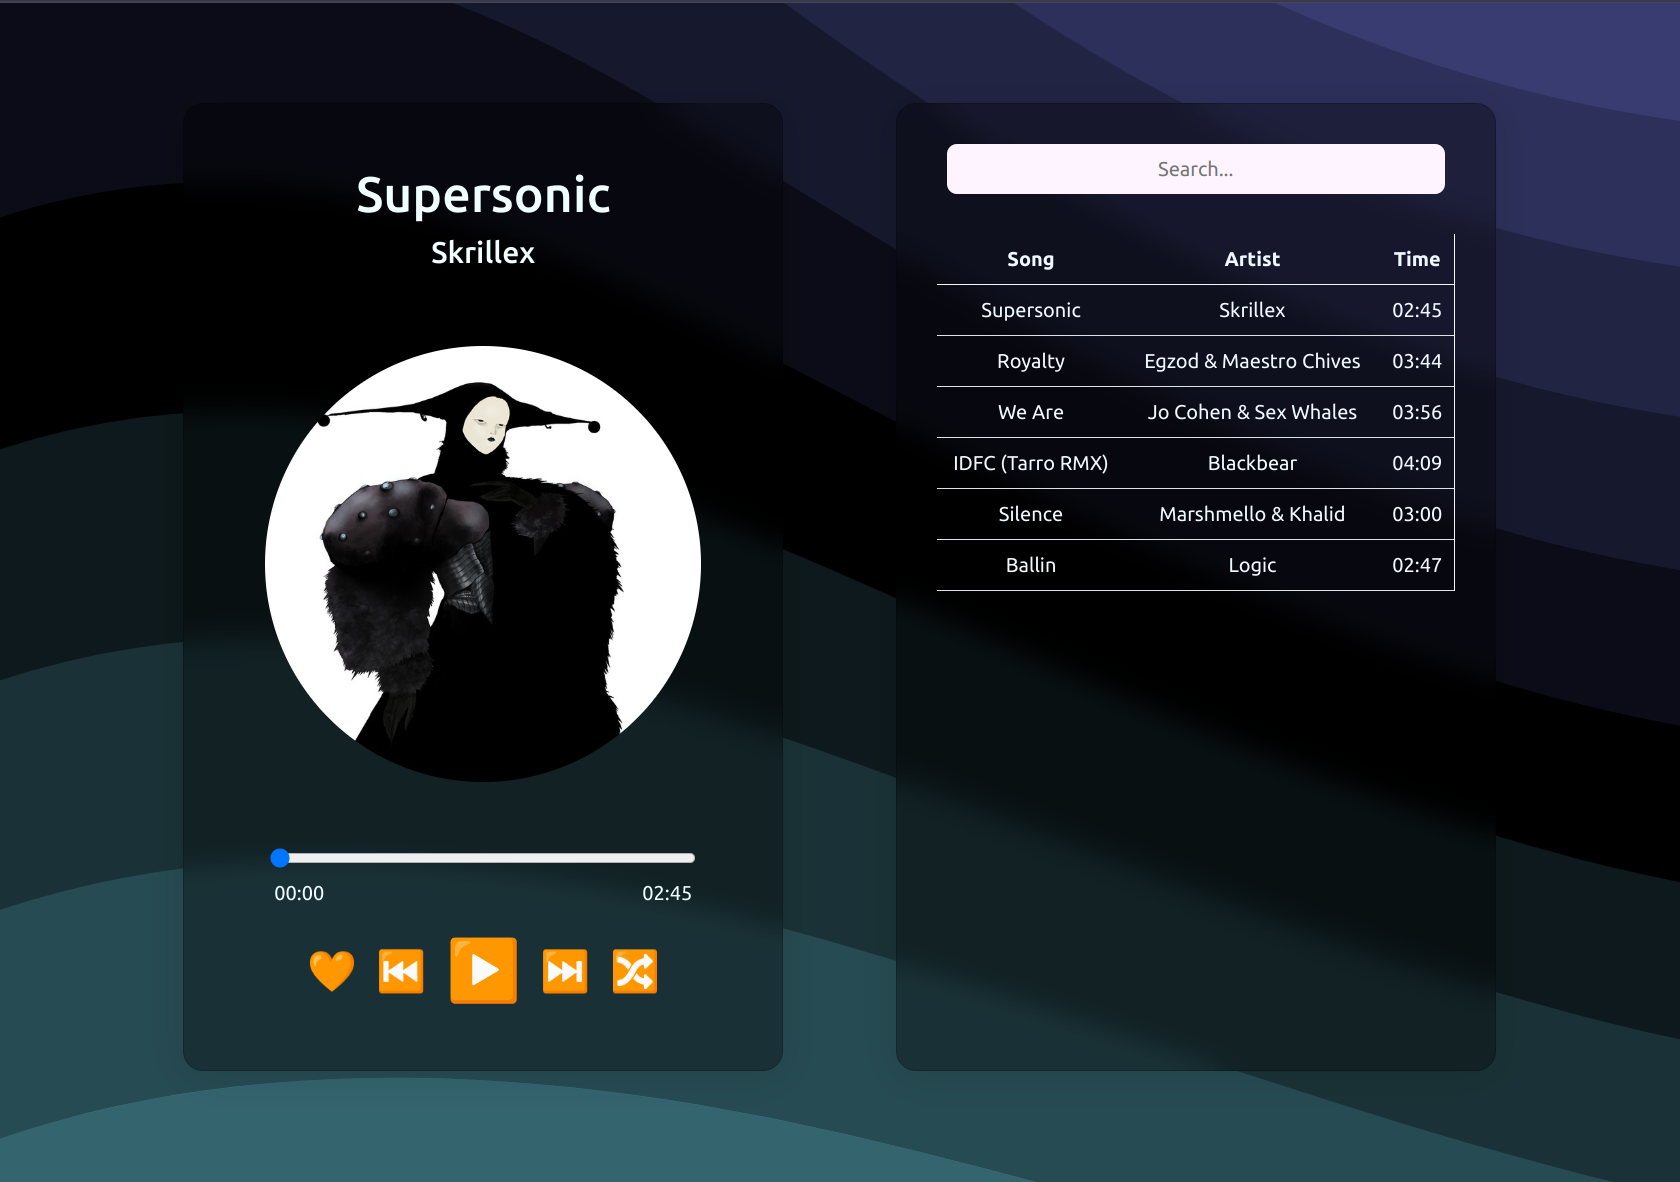 Supersonic
Skrillex
00:00 02:45
Search...
Song Artist Time
Supersonic Skrillex 02:45
Royalty Egzod & Maestro Chives 03:44
We Are Jo Cohen & Sex Whales 03:56
IDFC (Tarro RMX) Blackbear 04:09
Silence Marshmello & Khalid 03:00
Ballin Logic 02:47